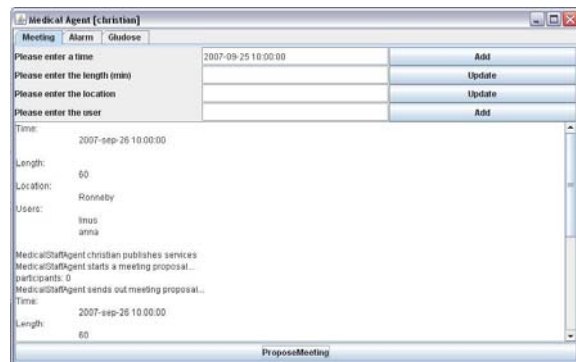 Medical Agent [christian]
Meeting Alarm Gludose
Please enter a time 2007-09-25 10:00:00 Add
Please enter the length (min) Update
Please enter the location Update
Please enter the user Add
Time:
2007-sep-26 10:00:00
Length:
60
Location:
Ronneby
Users:
linus
anna
MedicalStaffAgent christian publishes services
MedicalStaffAgent starts a meeting proposal...
participants: 0
MedicalStaffAgent sends out meeting proposal...
Time:
2007-sep-26 10:00:00
Length:
60
ProposeMeeting